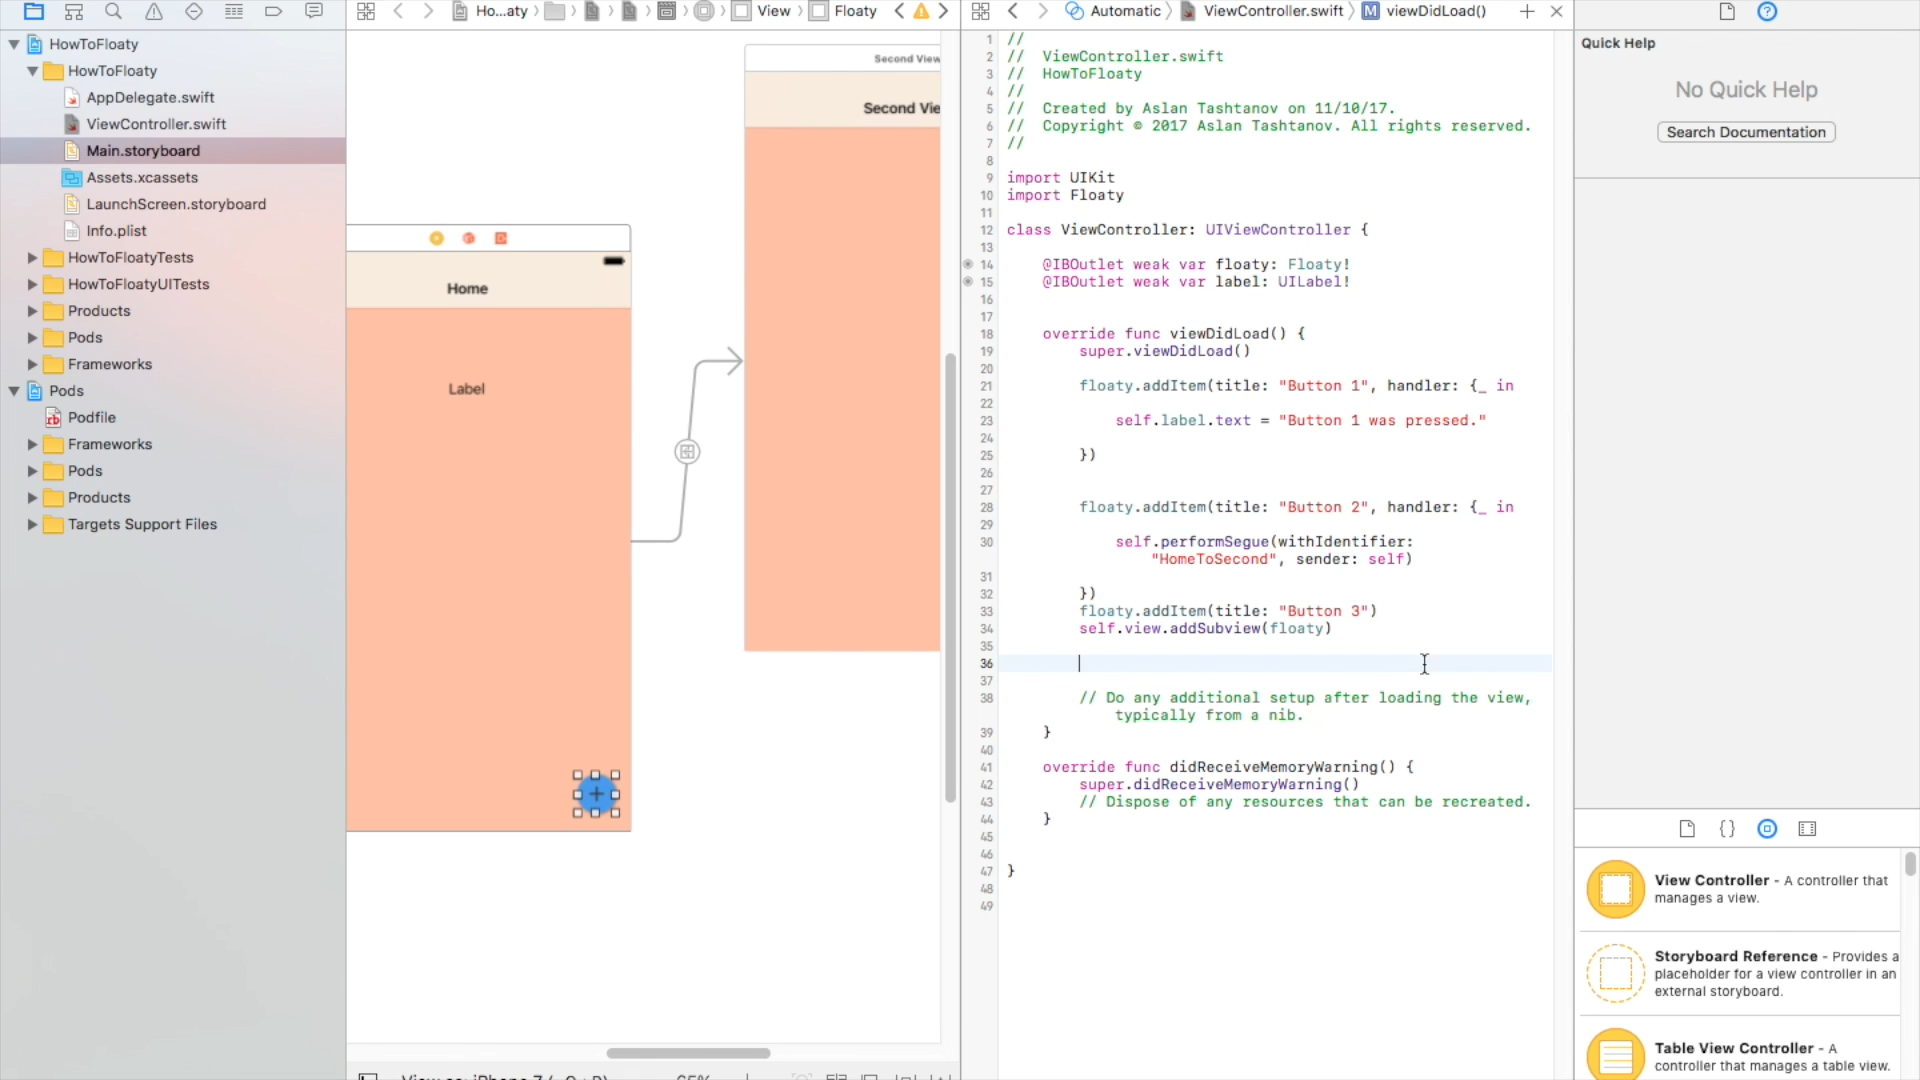 Ho...aty
View
Floaty
Automatic
ViewController.swift
M viewDidLoad()
HowToFloaty
HowToFloaty
AppDelegate.swift
ViewController.swift
Main.storyboard
Assets.xcassets
LaunchScreen.storyboard
Info.plist
HowToFloatyTests
HowToFloatyUITests
Products
Pods
Frameworks
Pods
Podfile
Frameworks
Pods
Products
Targets Support Files
Home
Label
Second View
Second Vie
1 //
2 // ViewController.swift
3 // HowToFloaty
4 //
5 // Created by Aslan Tashtanov on 11/10/17.
6 // Copyright © 2017 Aslan Tashtanov. All rights reserved.
7 //
8
9 import UIKit
10 import Floaty
11
12 class ViewController: UIViewController {
13
14 @IBOutlet weak var floaty: Floaty!
15 @IBOutlet weak var label: UILabel!
16
17
18 override func viewDidLoad() {
19 super.viewDidLoad()
20
21 floaty.addItem(title: "Button 1", handler: {_ in
22
23 self.label.text = "Button 1 was pressed."
24
25 })
26
27
28 floaty.addItem(title: "Button 2", handler: {_ in
29
30 self.performSegue(withIdentifier:
"HomeToSecond", sender: self)
31
32 })
33 floaty.addItem(title: "Button 3")
34 self.view.addSubview(floaty)
35
36
37
38 // Do any additional setup after loading the view,
typically from a nib.
39 }
40
41 override func didReceiveMemoryWarning() {
42 super.didReceiveMemoryWarning()
43 // Dispose of any resources that can be recreated.
44 }
45
46
47 }
48
49
Quick Help
No Quick Help
Search Documentation
View Controller - A controller that
manages a view.
Storyboard Reference - Provides a
placeholder for a view controller in an
external storyboard.
Table View Controller - A
controller that manages a table view.